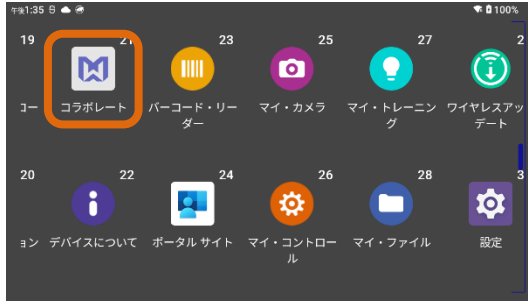 午後1:35 100%
19 21 23 25 27 2
コー コラボレート バーコード・リー マイ・カメラ マイ・トレーニン ワイヤレスアッ
ダー グ デート
20 22 24 26 28 3
ョン デバイスについて ポータル サイト マイ・コントロー マイ・ファイル 設定
ル